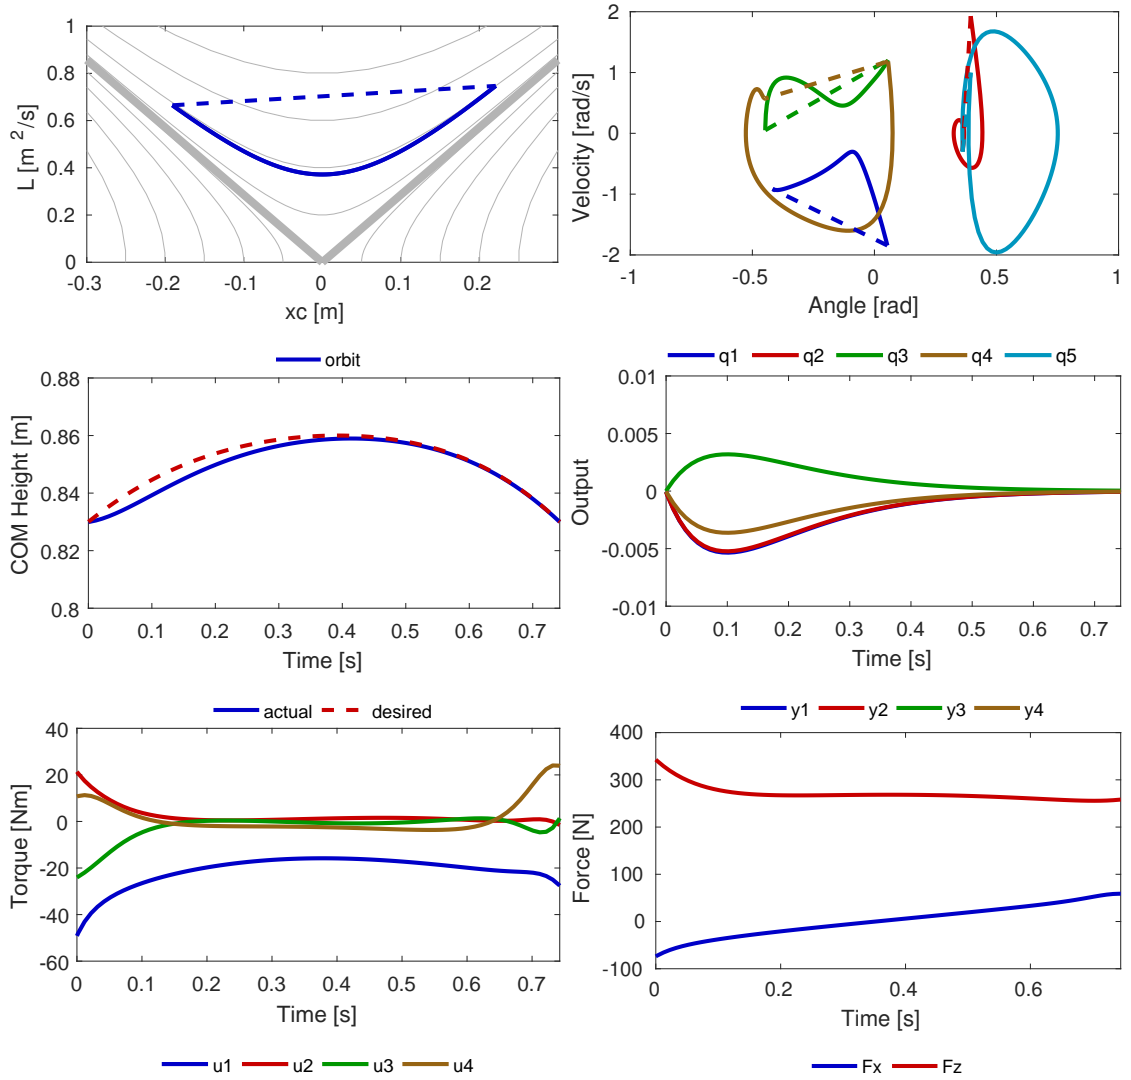 1
0.8
0.6
0.4
0.2
0
L [m ²/s]
-0.3 -0.2 -0.1 0 0.1 0.2
xc [m]
orbit
2
1
0
-1
-2
Velocity [rad/s]
-1 -0.5 0 0.5 1
Angle [rad]
q1 q2 q3 q4 q5
0.88
0.86
0.84
0.82
0.8
COM Height [m]
0 0.1 0.2 0.3 0.4 0.5 0.6 0.7
Time [s]
actual desired
0.01
0.005
0
-0.005
-0.01
Output
0 0.1 0.2 0.3 0.4 0.5 0.6 0.7
Time [s]
y1 y2 y3 y4
40
20
0
-20
-40
-60
Torque [Nm]
0 0.1 0.2 0.3 0.4 0.5 0.6 0.7
Time [s]
u1 u2 u3 u4
400
300
200
100
0
-100
Force [N]
0 0.2 0.4 0.6
Time [s]
Fx Fz